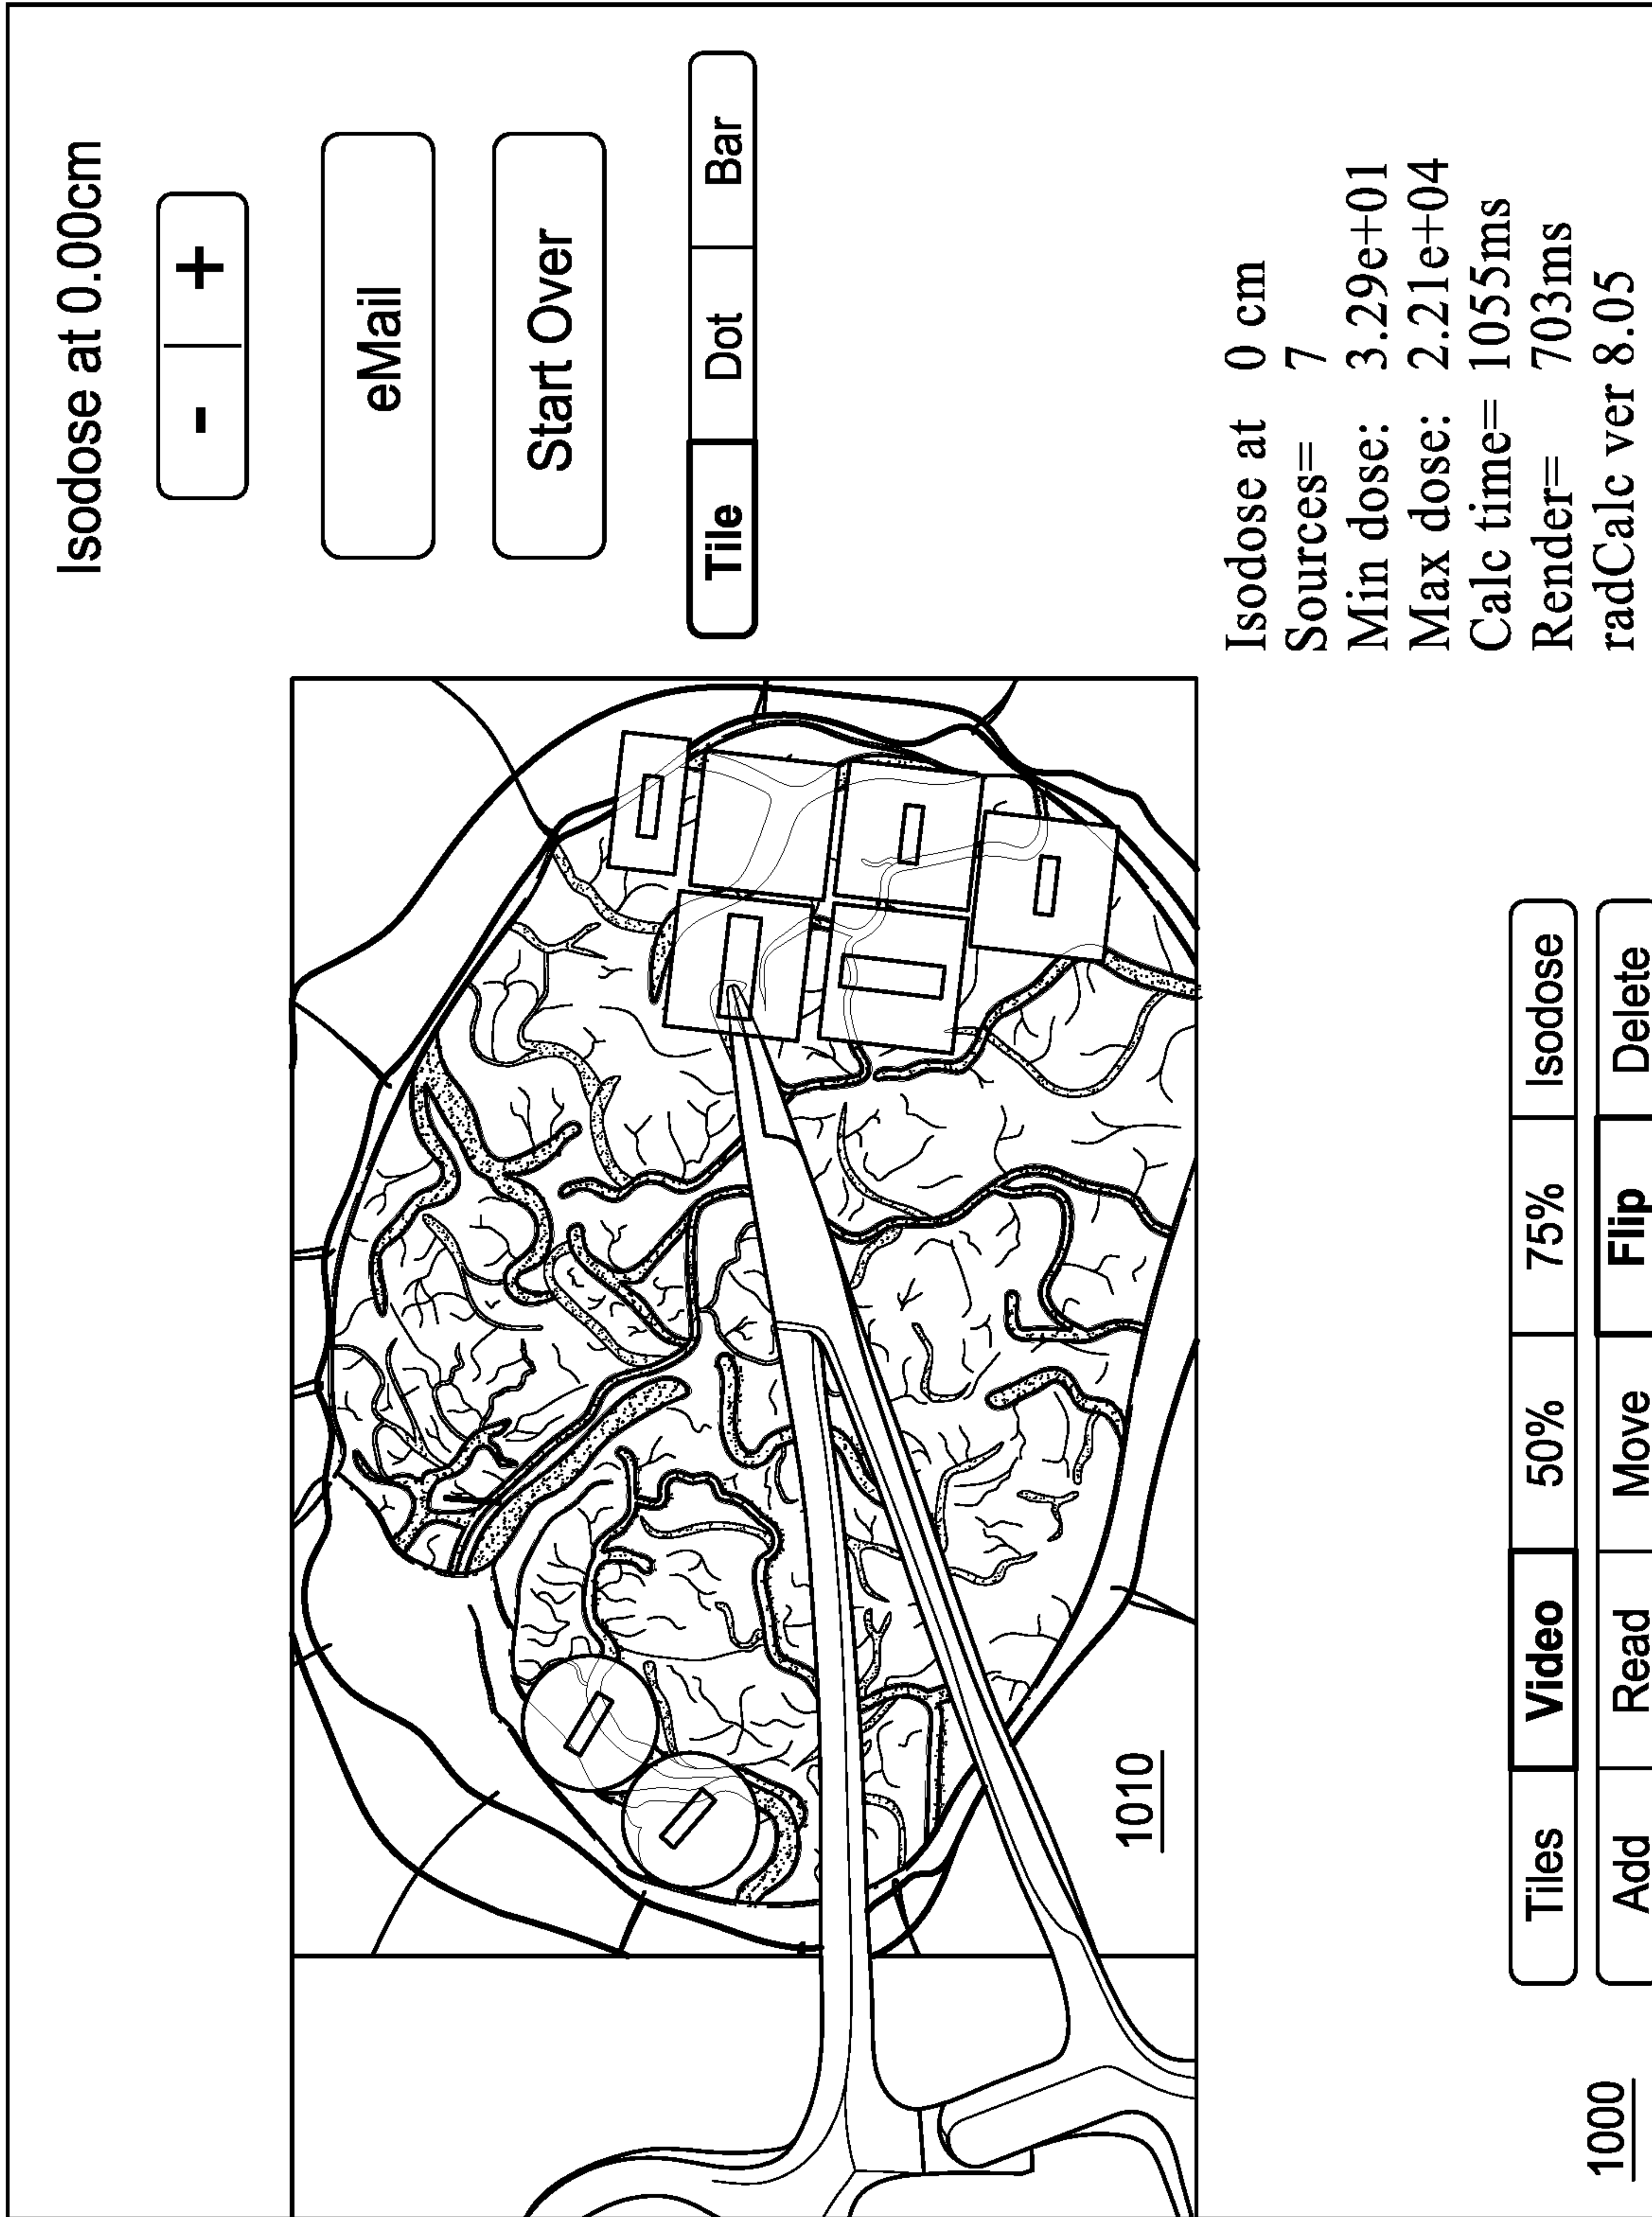 Isodose at 0.00cm
- +
eMail
Start Over
Tile Dot Bar
1010
Isodose at 0 cm
Sources= 7
Min dose: 3.29e+01
Max dose: 2.21e+04
Calc time= 1055ms
Render= 703ms
radCalc ver 8.05
Tiles Video 50% 75% Isodose
Add Read Move Flip Delete
1000